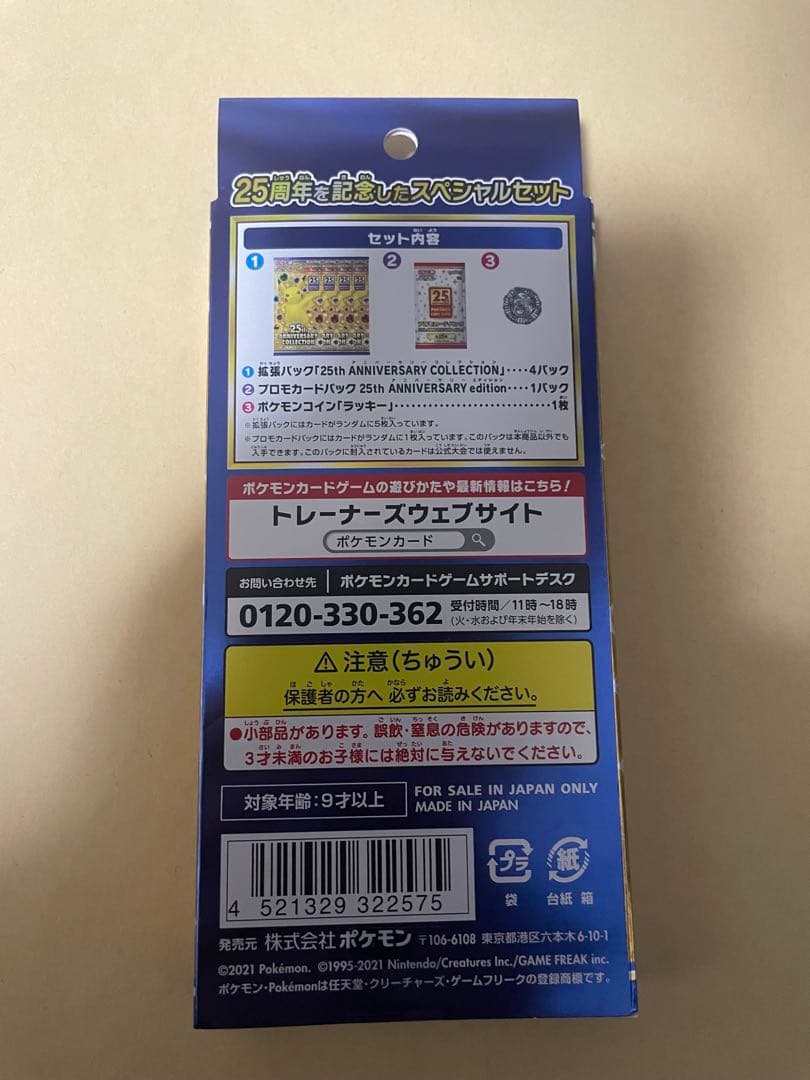 25周年を記念したスペシャルセット
セット内容
1 2 3
25th ANNIVERSARY COLLECTION
1 拡張パック「25th ANNIVERSARY COLLECTION」････4パック
2 プロモカードパック 25th ANNIVERSARY edition････1パック
3 ポケモンコイン「ラッキー」･･････････････････1枚
※拡張パックにはカードがランダムに5枚入っています。
※プロモカードパックにはカードがランダムに1枚入っています。このパックは本商品以外でも
入手できます。このパックに封入されているカードは公式大会では使えません。
ポケモンカードゲームの遊びかたや最新情報はこちら!
トレーナーズウェブサイト
ポケモンカード
お問い合わせ先 ポケモンカードゲームサポートデスク
0120-330-362 受付時間/11時～18時
(火・水および年末年始を除く)
⚠注意(ちゅうい)
保護者の方へ 必ずお読みください。
●小部品があります。誤飲・窒息の危険がありますので、
3才未満のお子様には絶対に与えないでください。
対象年齢:9才以上
FOR SALE IN JAPAN ONLY
MADE IN JAPAN
プラ 紙
袋 台紙 箱
4 521329 322575
発売元 株式会社 ポケモン 〒106-6108 東京都港区六本木6-10-1
©2021 Pokémon. ©1995-2021 Nintendo/Creatures Inc./GAME FREAK inc.
ポケモン・Pokémonは任天堂・クリーチャーズ・ゲームフリークの登録商標です。